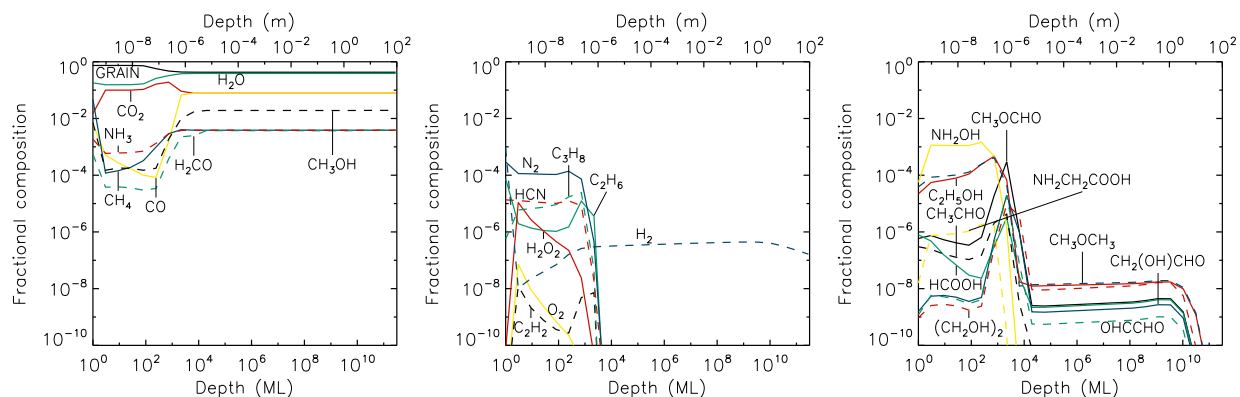 Depth (m)
10^-8 10^-6 10^-4 10^-2 10^0 10^2
10^0
10^-2
10^-4
10^-6
10^-8
10^-10
Fractional composition
GRAIN
H2O
CO2
NH3
CH4
CO
H2CO
CH3OH
10^0 10^2 10^4 10^6 10^8 10^10
Depth (ML)
Depth (m)
10^-8 10^-6 10^-4 10^-2 10^0 10^2
10^0
10^-2
10^-4
10^-6
10^-8
10^-10
Fractional composition
N2
C3H8
C2H6
HCN
H2O2
H2
O2
C2H2
10^0 10^2 10^4 10^6 10^8 10^10
Depth (ML)
Depth (m)
10^-8 10^-6 10^-4 10^-2 10^0 10^2
10^0
10^-2
10^-4
10^-6
10^-8
10^-10
Fractional composition
CH3OCHO
NH2OH
NH2CH2COOH
C2H5OH
CH3CHO
CH3OCH3
CH2(OH)CHO
HCOOH
(CH2OH)2
OHCCHO
10^0 10^2 10^4 10^6 10^8 10^10
Depth (ML)